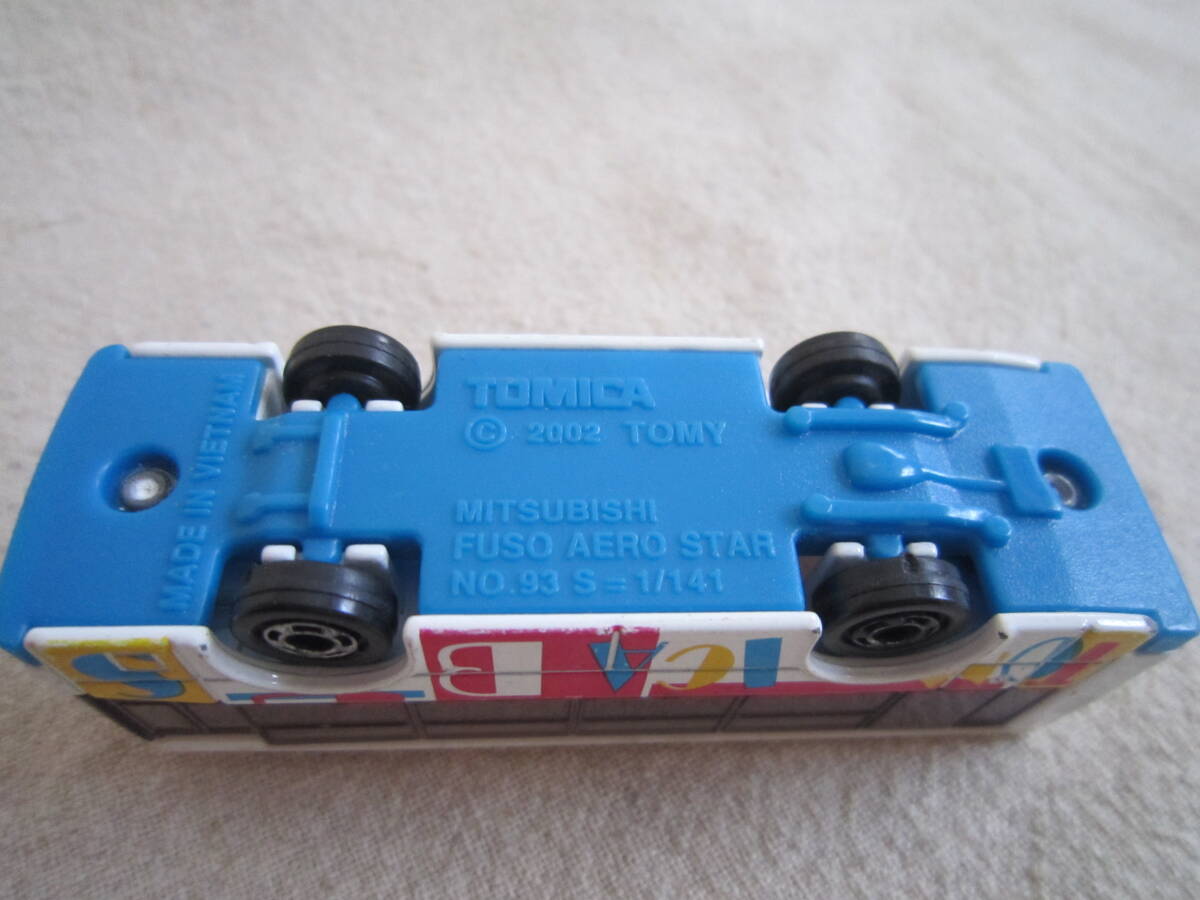 TOMICA
© 2002 TOMY
MITSUBISHI
FUSO AERO STAR
NO.93 S=1/141
MADE IN VIETNAM